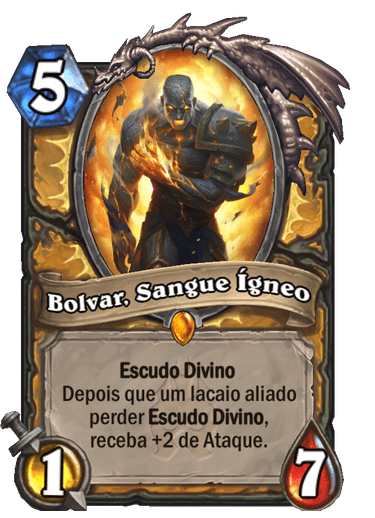 5
Bolvar, Sangue Ígneo
Escudo Divino
Depois que um lacaio aliado
perder Escudo Divino,
receba +2 de Ataque.
1
7